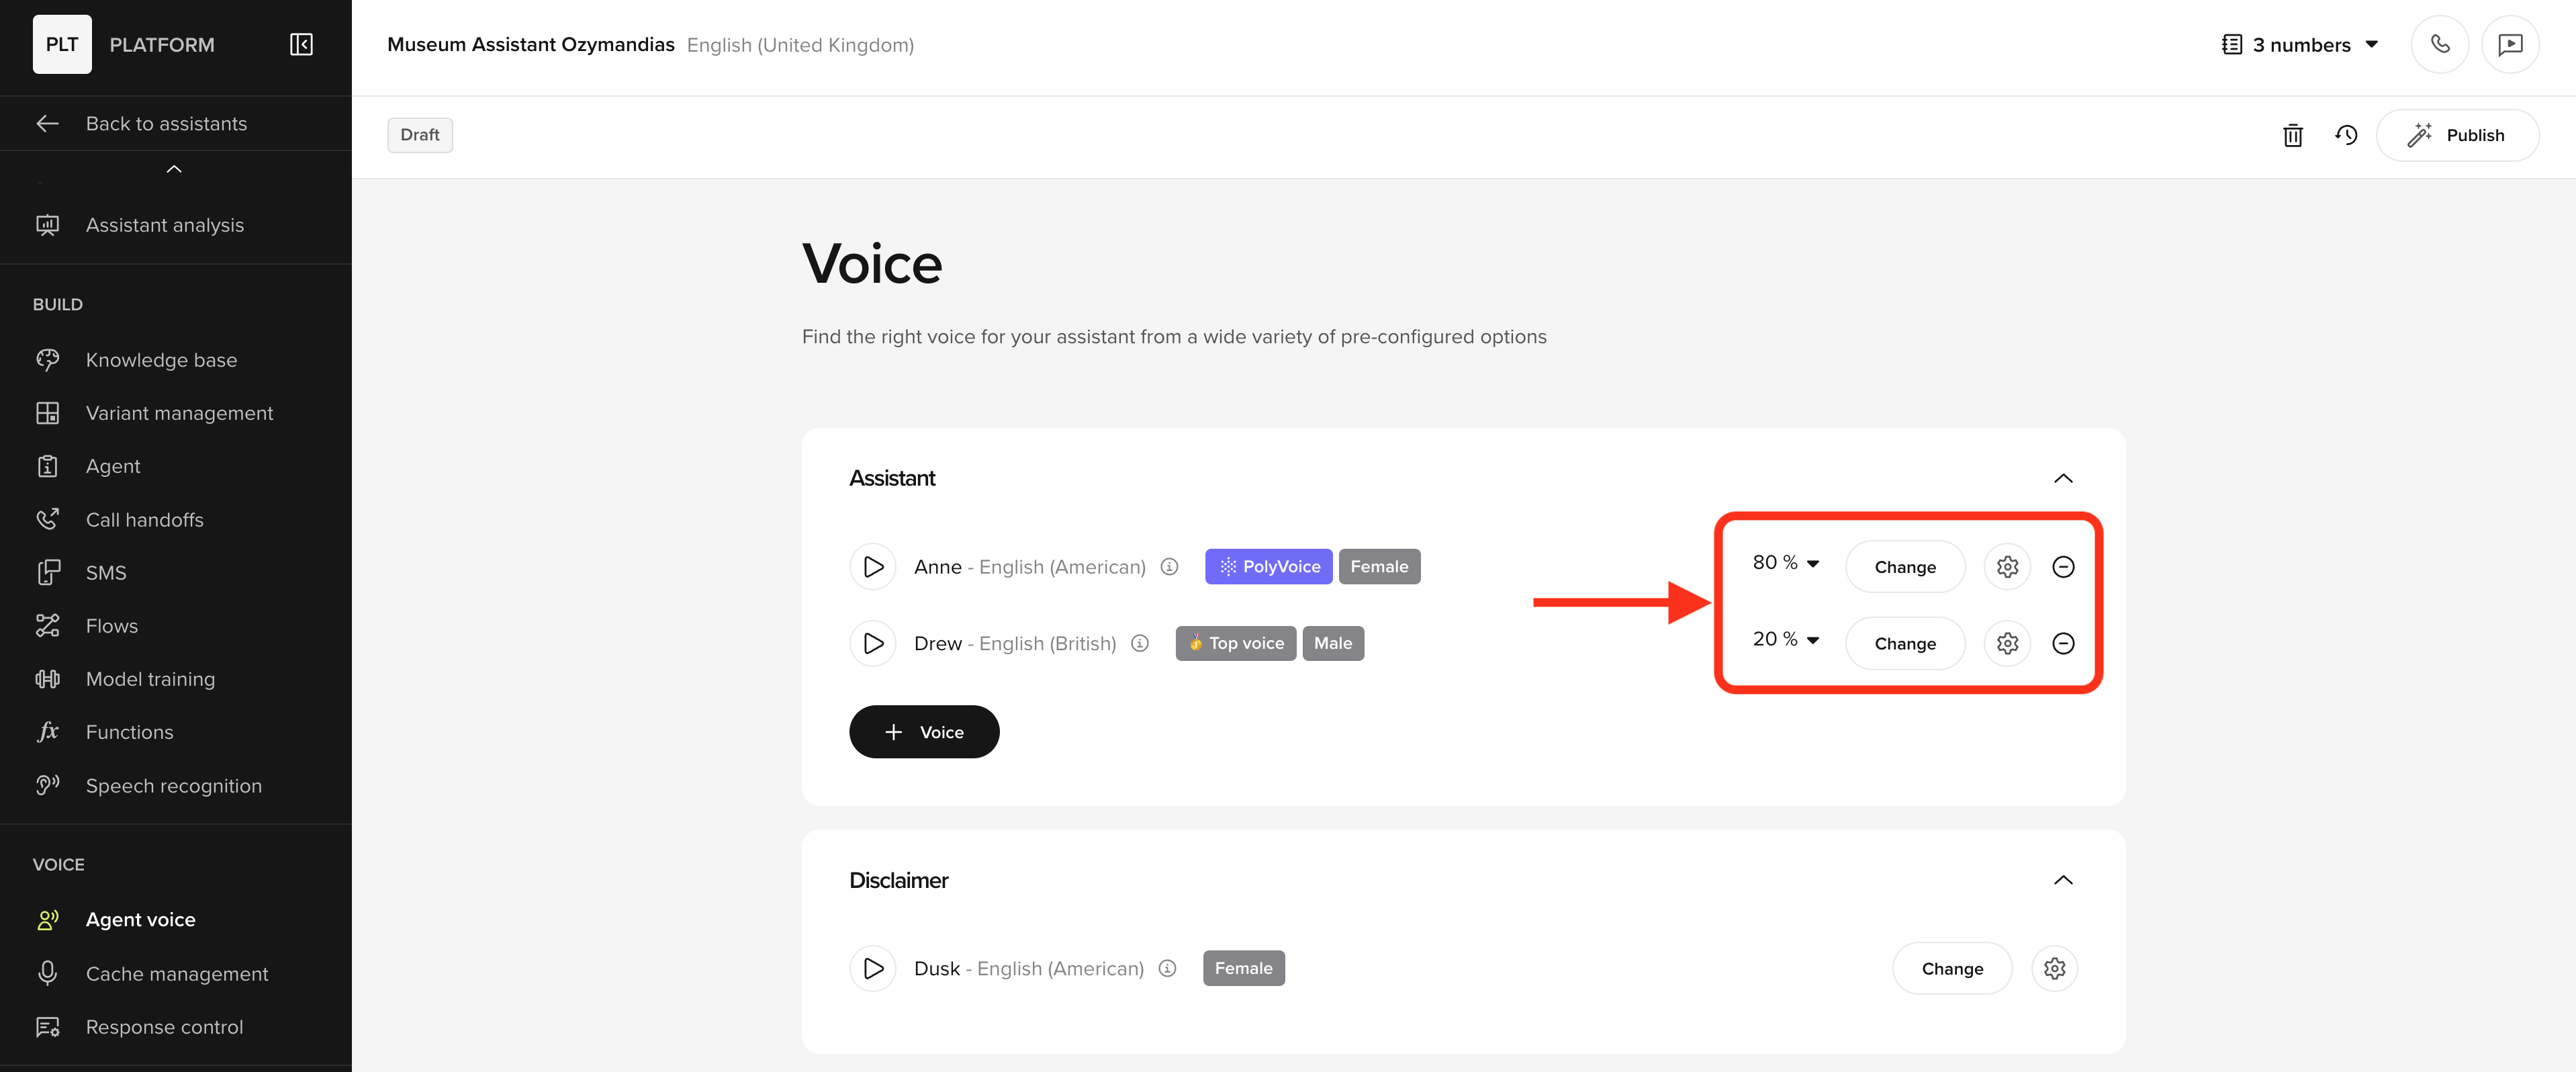 PLT PLATFORM
Back to assistants
Assistant analysis
BUILD
Knowledge base
Variant management
Agent
Call handoffs
SMS
Flows
Model training
fx Functions
Speech recognition
VOICE
Agent voice
Cache management
Response control
Museum Assistant Ozymandias English (United Kingdom)
3 numbers
Draft
Publish
Voice
Find the right voice for your assistant from a wide variety of pre-configured options
Assistant
Anne - English (American) PolyVoice Female 80 % Change
Drew - English (British) Top voice Male 20 % Change
+ Voice
Disclaimer
Dusk - English (American) Female Change